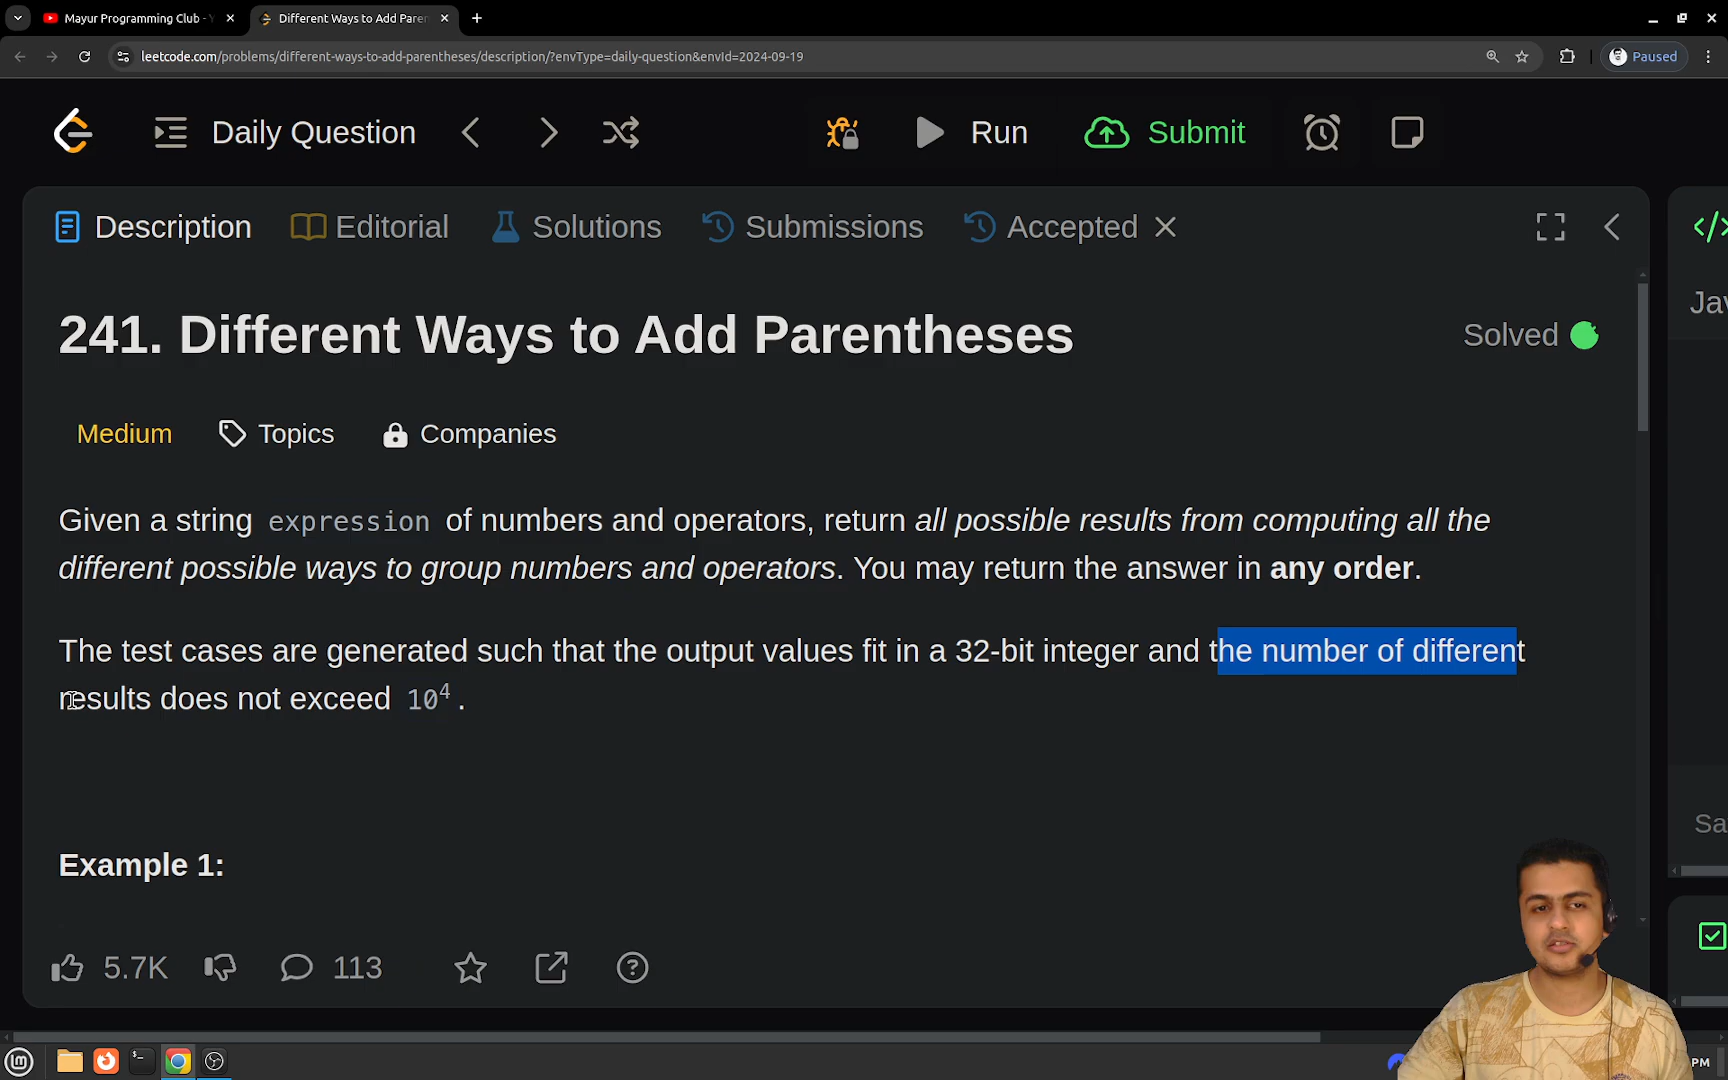 Mayur Programming Club -
Different Ways to Add Paren
leetcode.com/problems/different-ways-to-add-parentheses/description/?envType=daily-question&envId=2024-09-19
Paused
Daily Question
Run
Submit
Description
Editorial
Solutions
Submissions
Accepted
241. Different Ways to Add Parentheses
Solved
Medium
Topics
Companies
Given a string expression of numbers and operators, return all possible results from computing all the
different possible ways to group numbers and operators. You may return the answer in any order.
The test cases are generated such that the output values fit in a 32-bit integer and the number of different
results does not exceed 10⁴.
Example 1:
5.7K
113